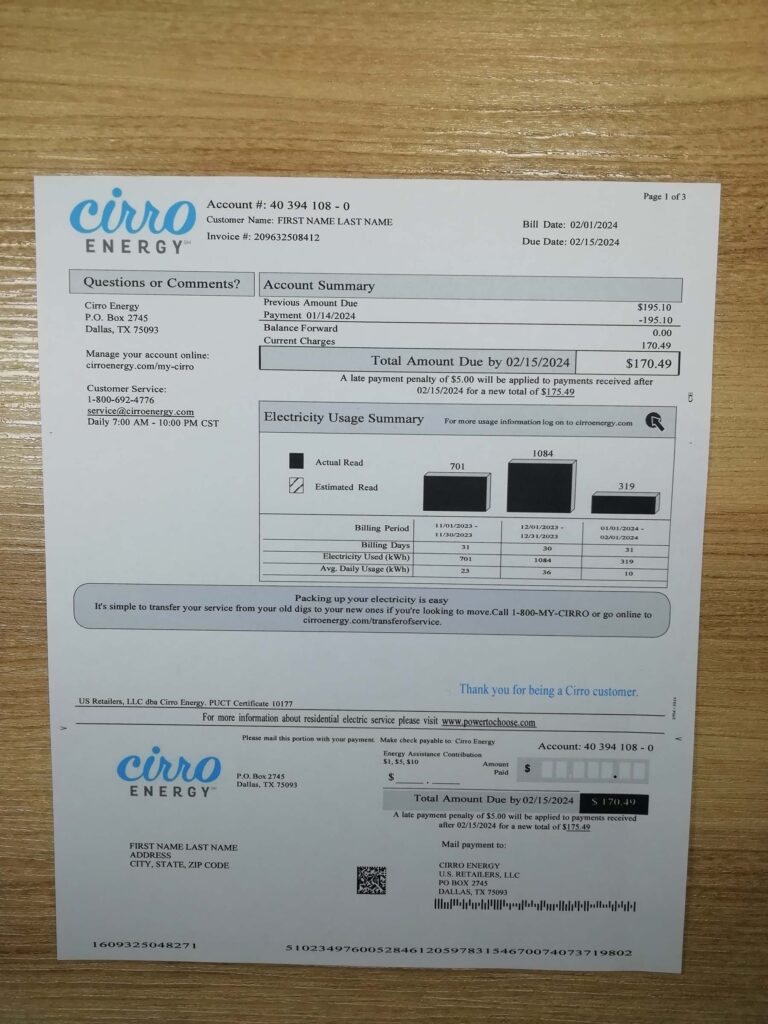 cirro
ENERGY
SM
Account #: 40 394 108 - 0
Customer Name: FIRST NAME LAST NAME
Invoice #: 209632508412
Page 1 of 3
Bill Date: 02/01/2024
Due Date: 02/15/2024
Questions or Comments?
Cirro Energy
P.O. Box 2745
Dallas, TX 75093
Manage your account online:
cirroenergy.com/my-cirro
Customer Service:
1-800-692-4776
service@cirroenergy.com
Daily 7:00 AM - 10:00 PM CST
Account Summary
Previous Amount Due $195.10
Payment 01/14/2024 -195.10
Balance Forward 0.00
Current Charges 170.49
Total Amount Due by 02/15/2024 $170.49
A late payment penalty of $5.00 will be applied to payments received after
02/15/2024 for a new total of $175.49
Electricity Usage Summary For more usage information log on to cirroenergy.com
Actual Read
Estimated Read
701 1084 319
Billing Period 11/01/2023 - 11/30/2023 12/01/2023 - 12/31/2023 01/01/2024 - 02/01/2024
Billing Days 31 30 31
Electricity Used (kWh) 701 1084 319
Avg. Daily Usage (kWh) 23 36 10
Packing up your electricity is easy
It's simple to transfer your service from your old digs to your new ones if you're looking to move.Call 1-800-MY-CIRRO or go online to
cirroenergy.com/transferofservice.
Thank you for being a Cirro customer.
US Retailers, LLC dba Cirro Energy. PUCT Certificate 10177
For more information about residential electric service please visit www.powertochoose.com
Please mail this portion with your payment. Make check payable to: Cirro Energy
cirro
ENERGY
SM
P.O. Box 2745
Dallas, TX 75093
Energy Assistance Contribution
$1, $5, $10
$ ______ . ______
Account: 40 394 108 - 0
Amount
Paid
$ .
Total Amount Due by 02/15/2024 $ 170.49
A late payment penalty of $5.00 will be applied to payments received
after 02/15/2024 for a new total of $175.49
FIRST NAME LAST NAME
ADDRESS
CITY, STATE, ZIP CODE
Mail payment to:
CIRRO ENERGY
U.S. RETAILERS, LLC
PO BOX 2745
DALLAS, TX 75093
1609325048271
510234976005284612059783154670074073719802